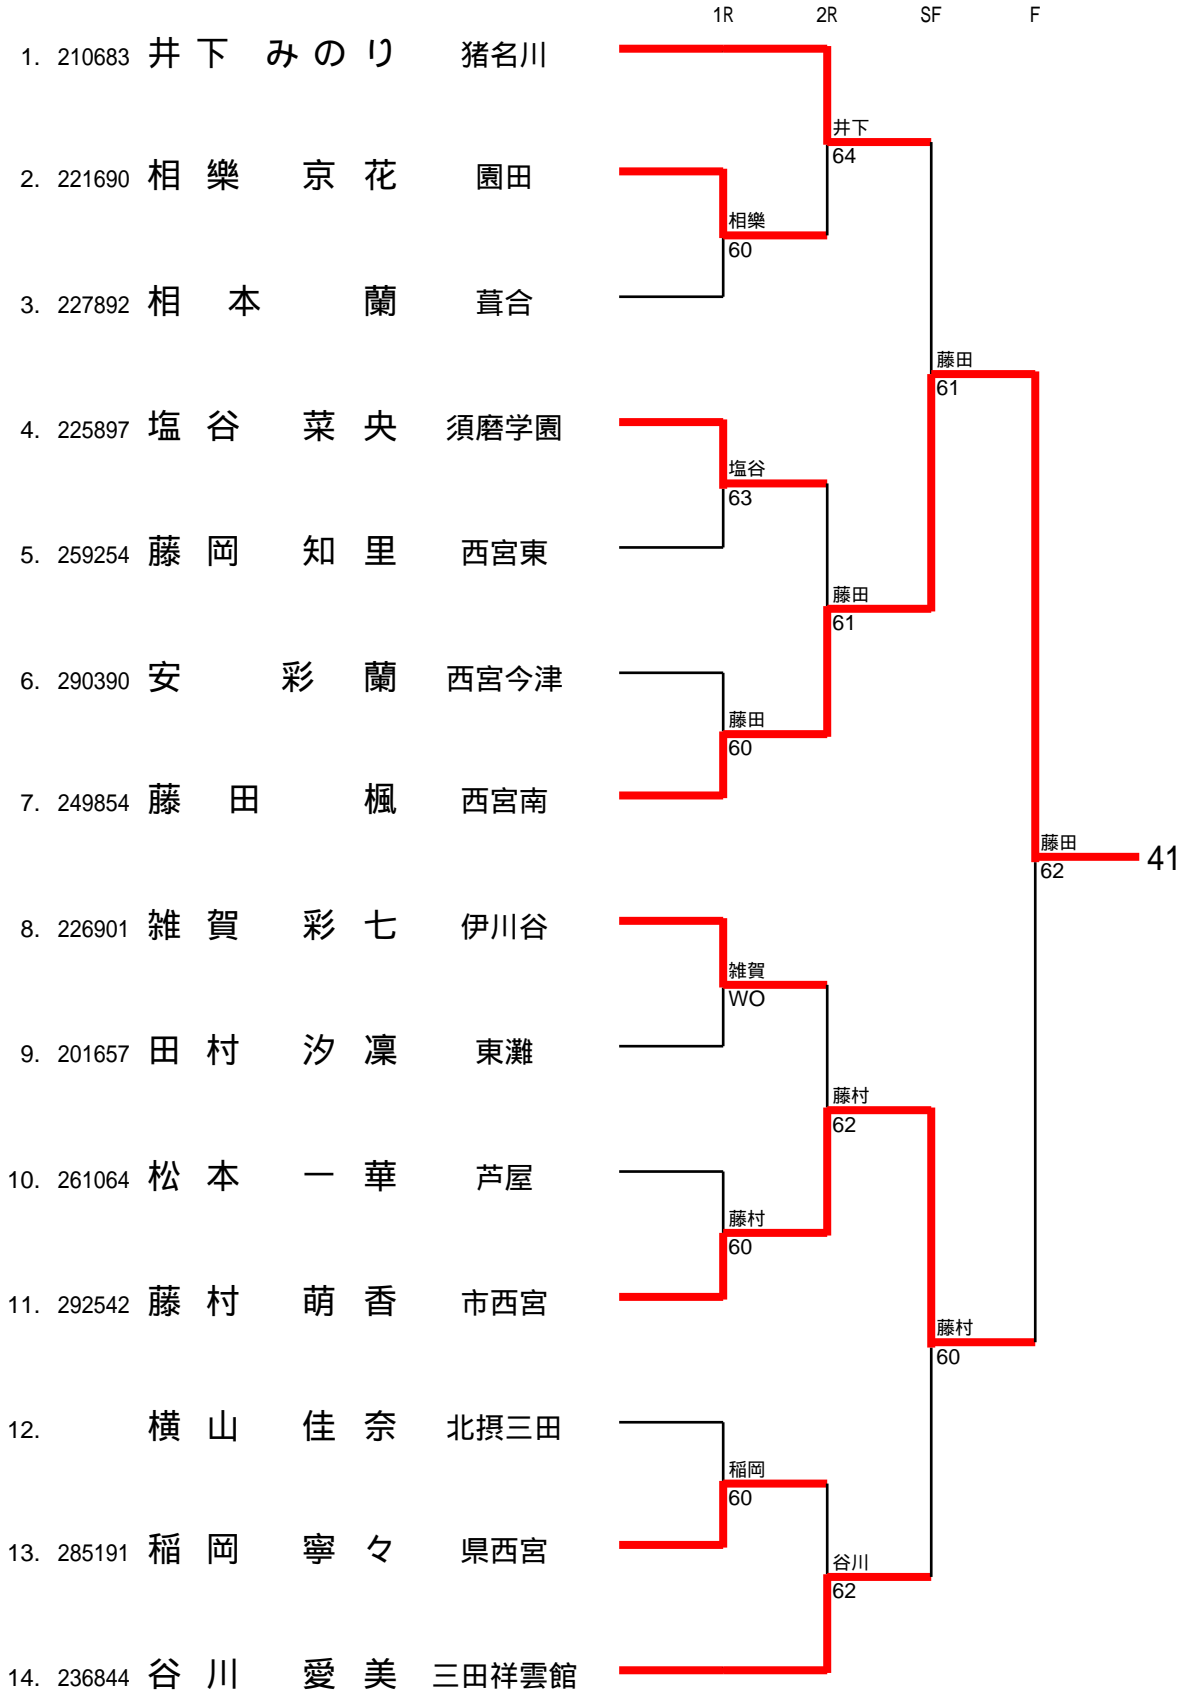 1R 2R SF F
1. 210683 井下 みのり 猪名川
井下
64
2. 221690 相樂 京花 園田
相樂
60
3. 227892 相本 蘭 葺合
藤田
61
4. 225897 塩谷 菜央 須磨学園
塩谷
63
5. 259254 藤岡 知里 西宮東
藤田
61
6. 290390 安 彩蘭 西宮今津
藤田
60
7. 249854 藤田 楓 西宮南
藤田
62
41
8. 226901 雑賀 彩七 伊川谷
雑賀
WO
9. 201657 田村 汐凜 東灘
藤村
62
10. 261064 松本 一華 芦屋
藤村
60
11. 292542 藤村 萌香 市西宮
藤村
60
12. 横山 佳奈 北摂三田
稲岡
60
13. 285191 稲岡 寧々 県西宮
谷川
62
14. 236844 谷川 愛美 三田祥雲館